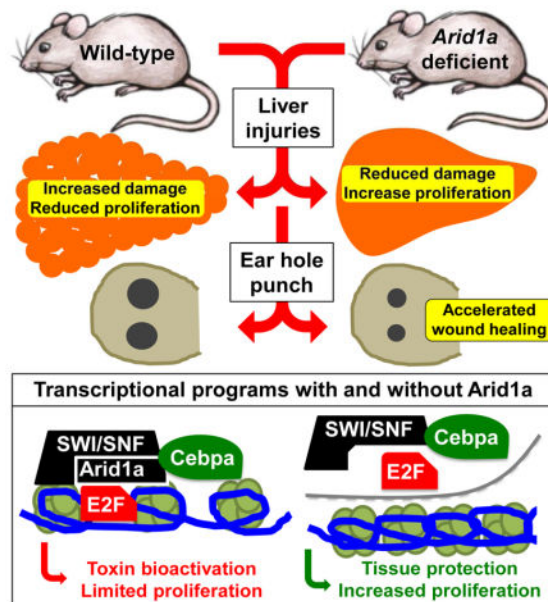 Wild-type
Arid1a
deficient
Liver
injuries
Increased damage
Reduced proliferation
Reduced damage
Increase proliferation
Ear hole
punch
Accelerated
wound healing
Transcriptional programs with and without Arid1a
SWI/SNF
Arid1a
Cebpa
E2F
Toxin bioactivation
Limited proliferation
SWI/SNF
Cebpa
E2F
Tissue protection
Increased proliferation